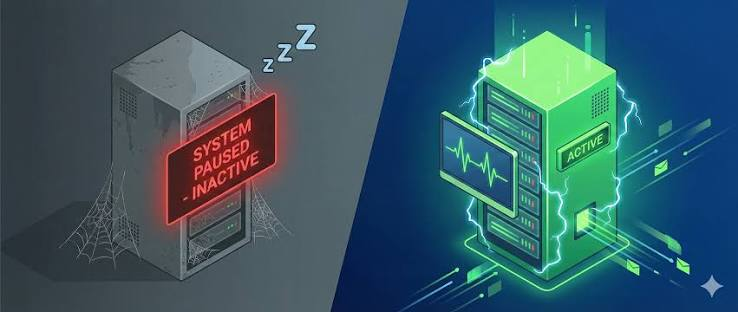 z z Z
SYSTEM
PAUSED
- INACTIVE
ACTIVE